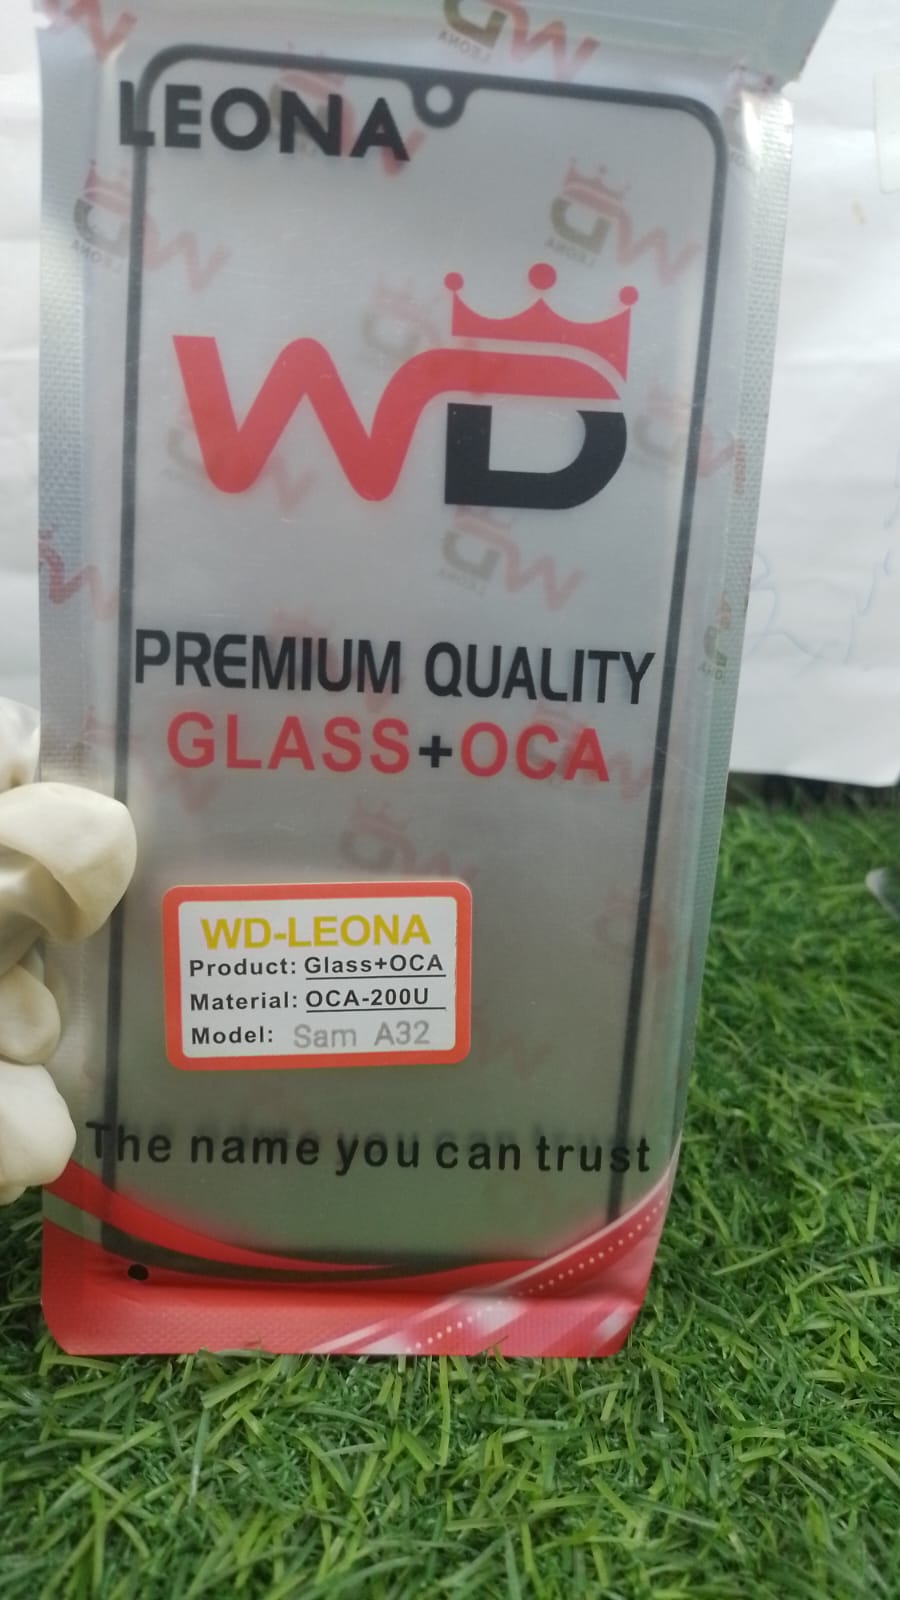 LEONA
WD
PREMIUM QUALITY
GLASS+OCA
WD-LEONA
Product: Glass+OCA
Material: OCA-200U
Model: Sam A32
The name you can trust